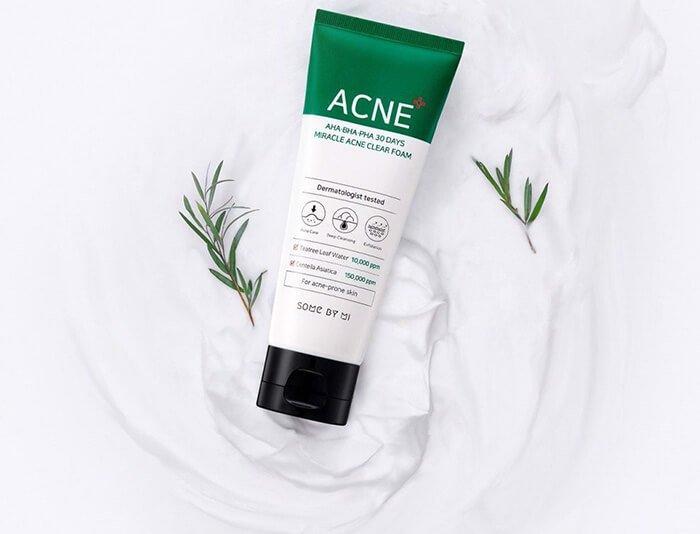 ACNE
AHA·BHA·PHA 30 DAYS
MIRACLE ACNE CLEAR FOAM
Dermatologist tested
Pore Care Deep Cleansing Exfoliation
Teatree Leaf Water 10,000 ppm
Centella Asiatica 150,000 ppm
For acne-prone skin
SOME BY MI